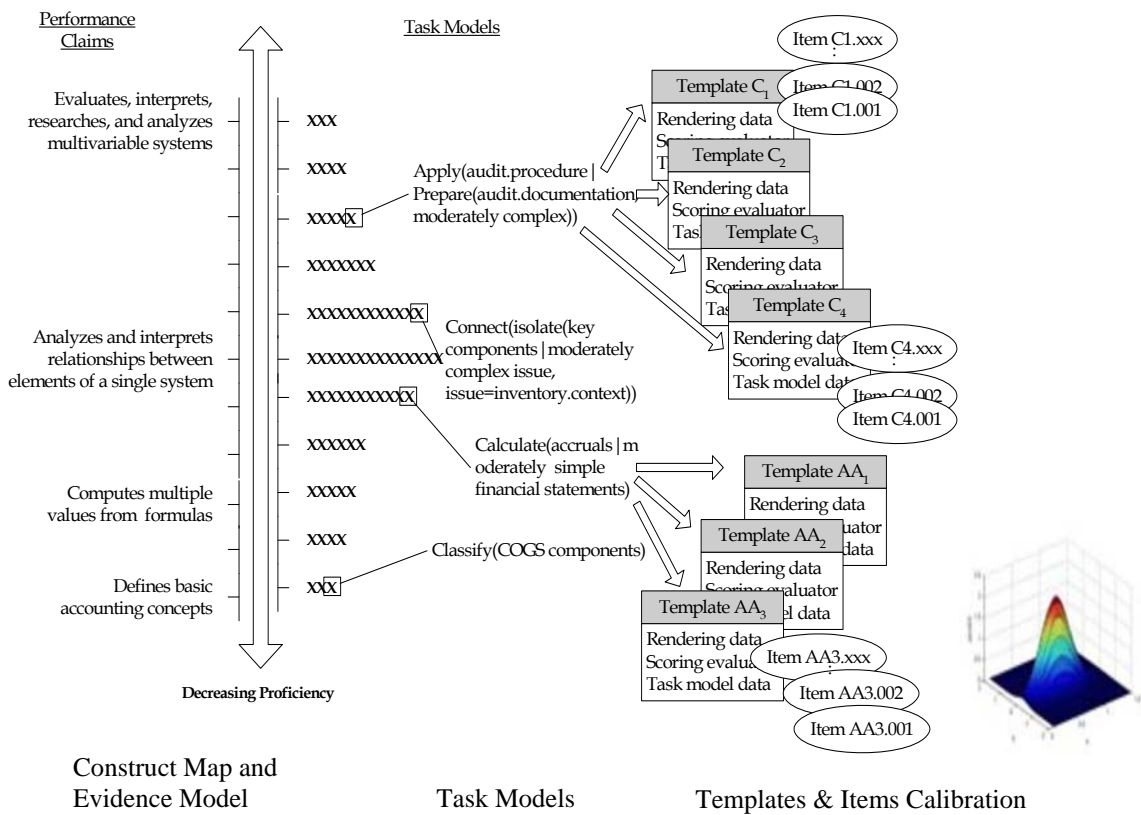 Performance
Claims
Task Models
Evaluates, interprets,
researches, and analyzes
multivariable systems
Analyzes and interprets
relationships between
elements of a single system
Computes multiple
values from formulas
Defines basic
accounting concepts
Decreasing Proficiency
XXX
XXXX
XXXXX
XXXXXXX
XXXXXXXXXXXX
XXXXXXXXXXXXXX
XXXXXXXXXXX
XXXXXX
XXXXX
XXXX
XXX
Apply(audit.procedure|
Prepare(audit.documentation,
moderately complex))
Connect(isolate(key
components|moderately
complex issue,
issue=inventory.context))
Calculate(accruals|m
oderately simple
financial statements)
Classify(COGS components)
Item C1.xxx
⋮
Item C1.002
Item C1.001
Template C1
Rendering data
Template C2
Rendering data
Scoring evaluator
Template C3
Rendering data
Scoring evaluator
Template C4
Rendering data
Scoring
Task model data
Item C4.xxx
⋮
Item C4.002
Item C4.001
Template AA1
Rendering data
data
Template AA2
Rendering data
Scoring evaluator
data
Template AA3
Rendering data
Scoring
Task model data
Item AA3.xxx
⋮
Item AA3.002
Item AA3.001
Construct Map and
Evidence Model
Task Models
Templates & Items Calibration